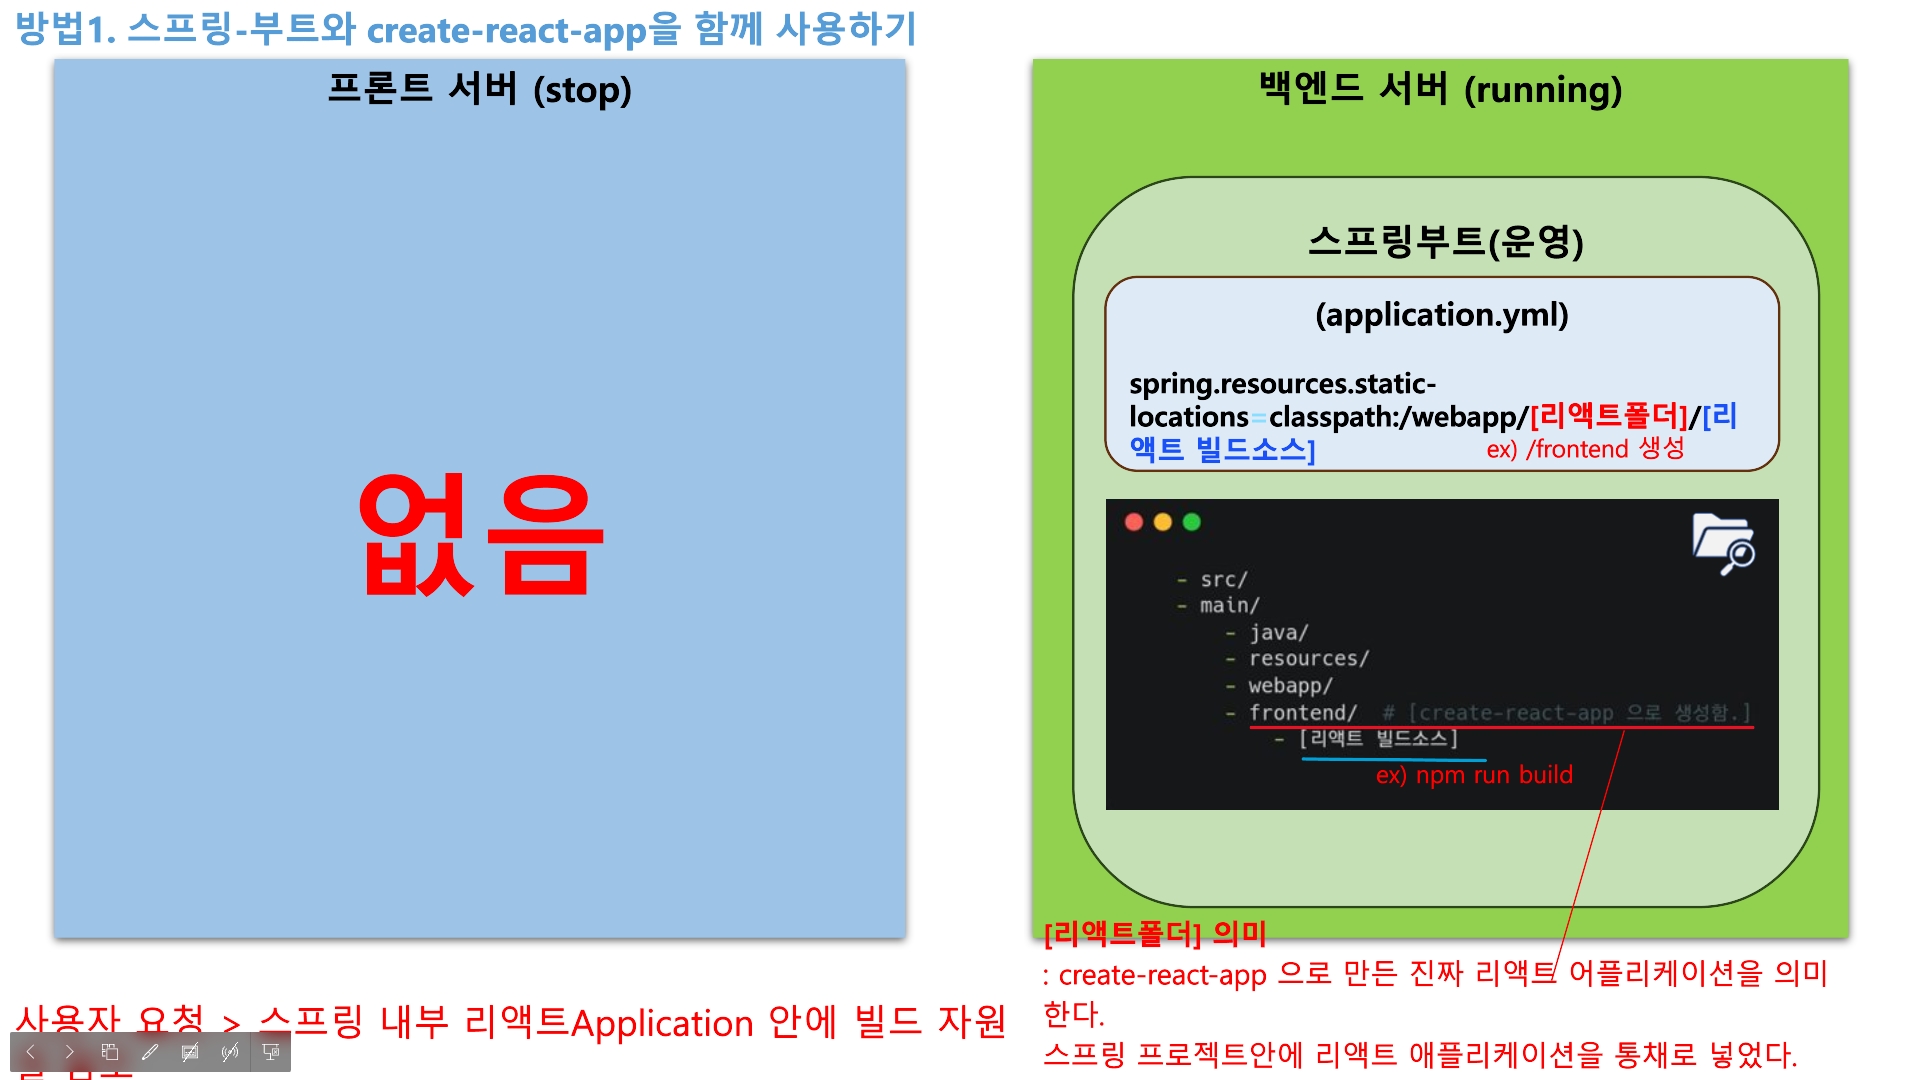 방법1. 스프링-부트와 create-react-app을 함께 사용하기
프론트 서버 (stop)
없음
백엔드 서버 (running)
스프링부트(운영)
(application.yml)
spring.resources.static-
locations=classpath:/webapp/[리액트폴더]/[리
액트 빌드소스]
ex) /frontend 생성
- src/
- main/
- java/
- resources/
- webapp/
- frontend/ # [create-react-app 으로 생성함.]
- [리액트 빌드소스]
ex) npm run build
[리액트폴더] 의미
: create-react-app 으로 만든 진짜 리액트 어플리케이션을 의미
한다.
스프링 프로젝트안에 리액트 애플리케이션을 통채로 넣었다.
사용자 요청 > 스프링 내부 리액트Application 안에 빌드 자원